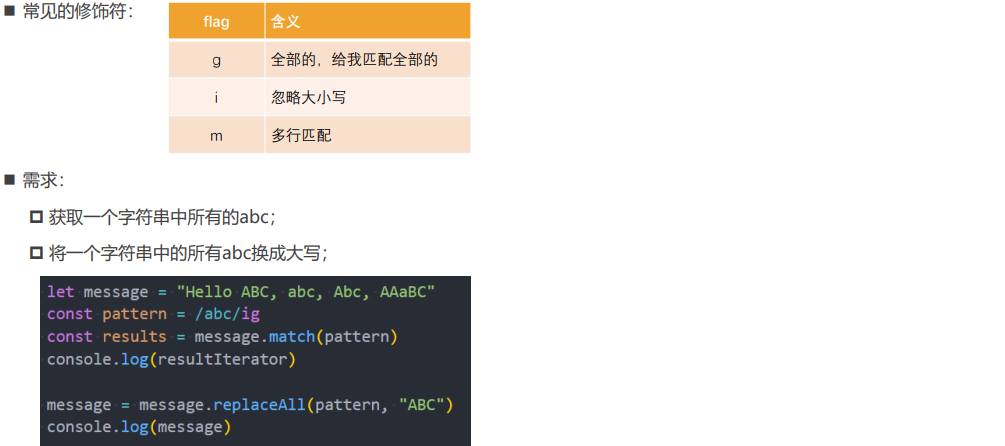 ■ 常见的修饰符：
flag 含义
g 全部的，给我匹配全部的
i 忽略大小写
m 多行匹配
■ 需求：
获取一个字符串中所有的abc；
将一个字符串中的所有abc换成大写；
let message = "Hello ABC, abc, Abc, AAaBC"
const pattern = /abc/ig
const results = message.match(pattern)
console.log(resultIterator)
message = message.replaceAll(pattern, "ABC")
console.log(message)